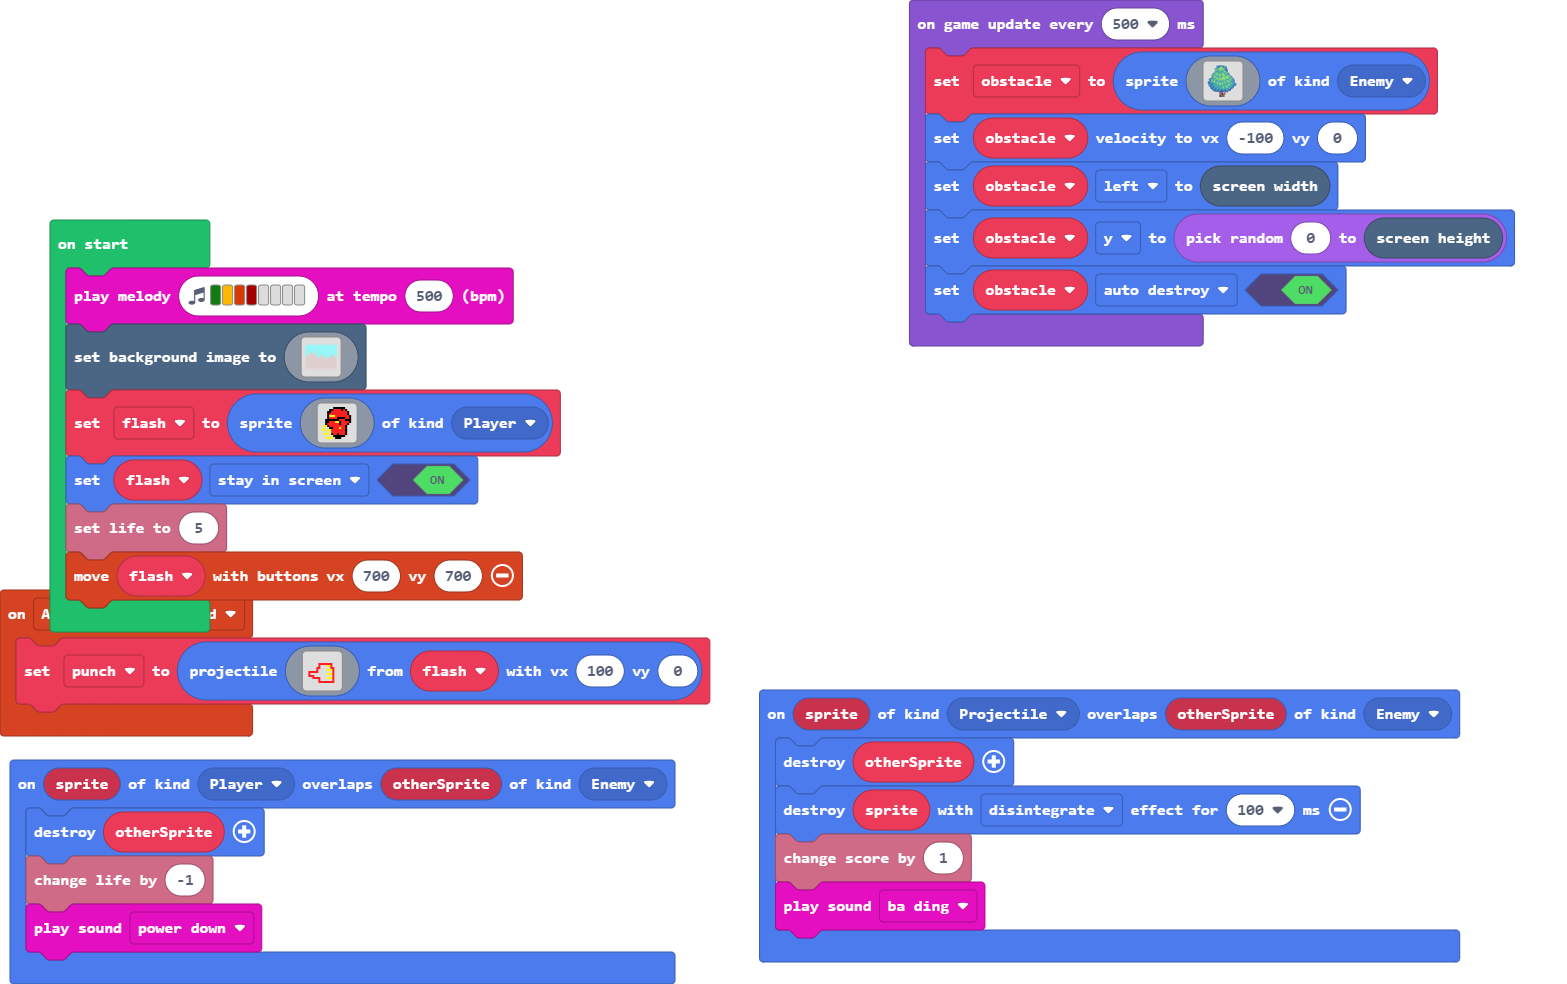 on start
play melody at tempo 500 (bpm)
set background image to
set flash to sprite of kind Player
set flash stay in screen ON
set life to 5
move flash with buttons vx 700 vy 700
on A
set punch to projectile from flash with vx 100 vy 0
on sprite of kind Player overlaps otherSprite of kind Enemy
destroy otherSprite
change life by -1
play sound power down
on game update every 500 ms
set obstacle to sprite of kind Enemy
set obstacle velocity to vx -100 vy 0
set obstacle left to screen width
set obstacle y to pick random 0 to screen height
set obstacle auto destroy ON
on sprite of kind Projectile overlaps otherSprite of kind Enemy
destroy otherSprite
destroy sprite with disintegrate effect for 100 ms
change score by 1
play sound ba ding